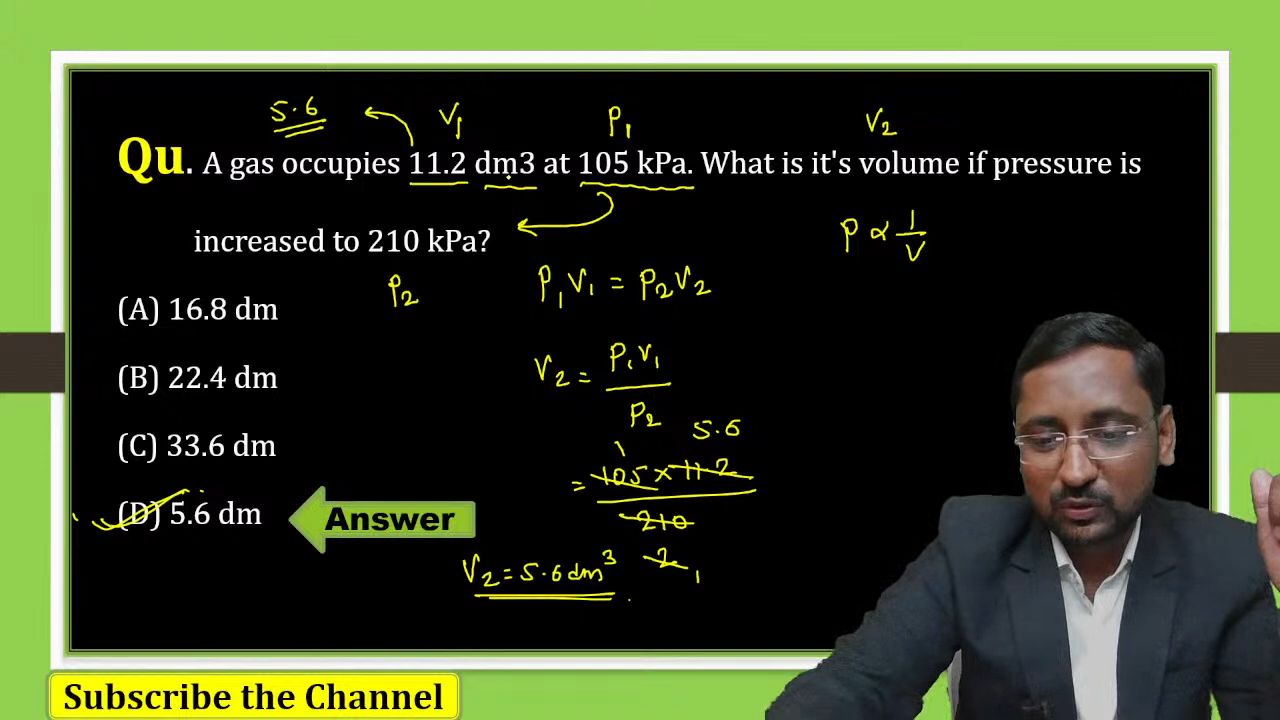 5.6 V1 P1 V2
Qu. A gas occupies 11.2 dm3 at 105 kPa. What is it's volume if pressure is
P ∝ 1/V
increased to 210 kPa?
P2 P1V1 = P2V2
(A) 16.8 dm
V2 = P1V1/P2
(B) 22.4 dm
1 5.6
(C) 33.6 dm
= 105 × 11.2/210
(D) 5.6 dm
Answer
2 1
V2 = 5.6 dm³
Subscribe the Channel